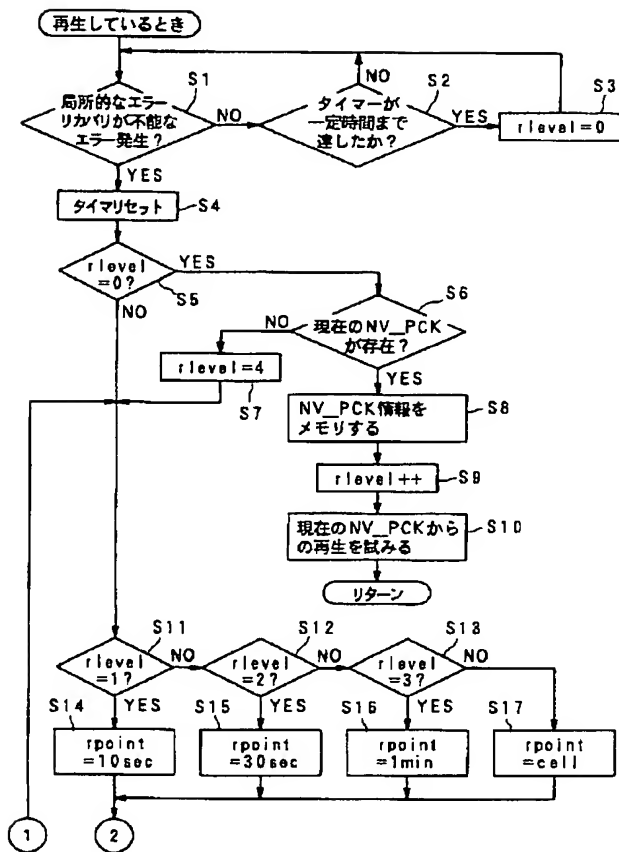 再生しているとき
局所的なエラー
リカバリが不能な
エラー発生？
S1
NO
タイマーが
一定時間まで
達したか？
S2
NO
YES
rlevel=0
S3
YES
タイマリセット
S4
rlevel
=0?
S5
YES
NO
現在のNV__PCK
が存在？
S6
NO
YES
rlevel=4
S7
NV__PCK情報を
メモリする
S8
rlevel++
S9
現在のNV__PCKから
の再生を試みる
S10
リターン
rlevel
=1?
S11
NO
YES
rlevel
=2?
S12
NO
YES
rlevel
=3?
S13
NO
YES
S14
rpoint
=10sec
S15
rpoint
=30sec
S16
rpoint
=1min
S17
rpoint
=cell
1
2